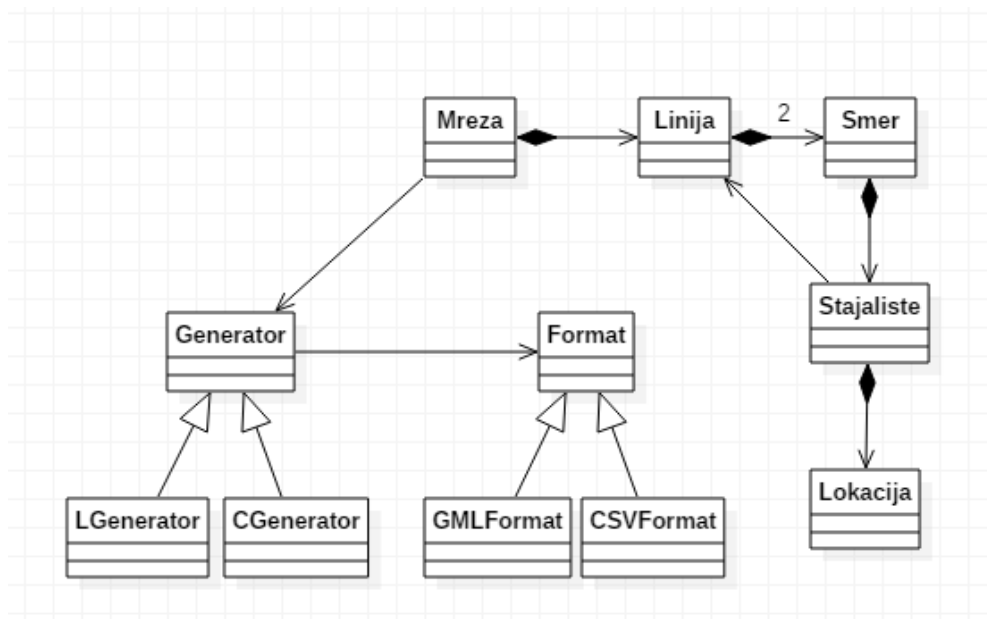 Mreza
Linija
2
Smer
Stajaliste
Generator
Format
Lokacija
LGenerator
CGenerator
GMLFormat
CSVFormat